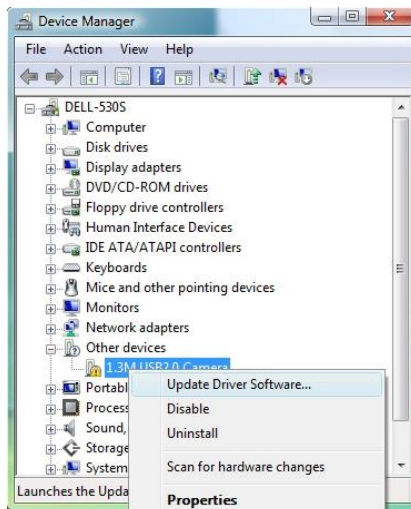 Device Manager
File Action View Help
DELL-530S
Computer
Disk drives
Display adapters
DVD/CD-ROM drives
Floppy drive controllers
Human Interface Devices
IDE ATA/ATAPI controllers
Keyboards
Mice and other pointing devices
Monitors
Network adapters
Other devices
1.3M USB2.0 Camera
Portabl
Update Driver Software...
Process
Disable
Sound,
Uninstall
Storage
System
Scan for hardware changes
Launches the Upda
Properties